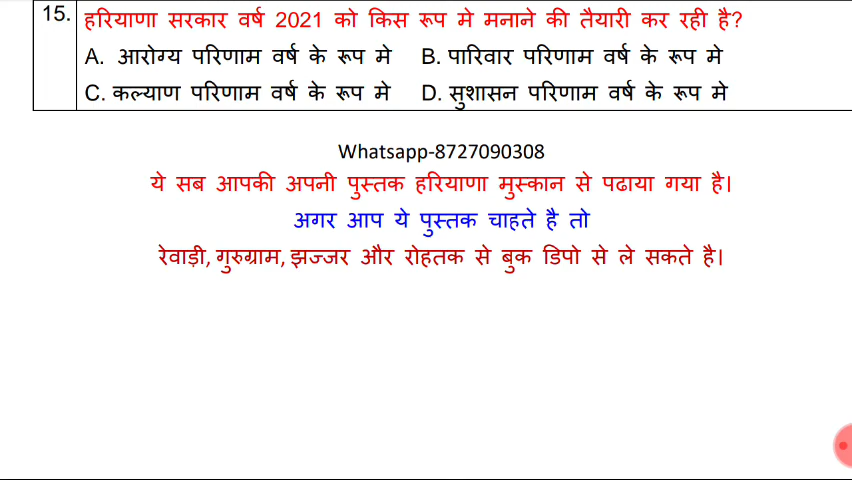 15. हरियाणा सरकार वर्ष 2021 को किस रूप मे मनाने की तैयारी कर रही है?
A. आरोग्य परिणाम वर्ष के रूप मे B. पारिवार परिणाम वर्ष के रूप मे
C. कल्याण परिणाम वर्ष के रूप मे D. सुशासन परिणाम वर्ष के रूप मे
Whatsapp-8727090308
ये सब आपकी अपनी पुस्तक हरियाणा मुस्कान से पढाया गया है।
अगर आप ये पुस्तक चाहते है तो
रेवाड़ी, गुरुग्राम, झज्जर और रोहतक से बुक डिपो से ले सकते है।